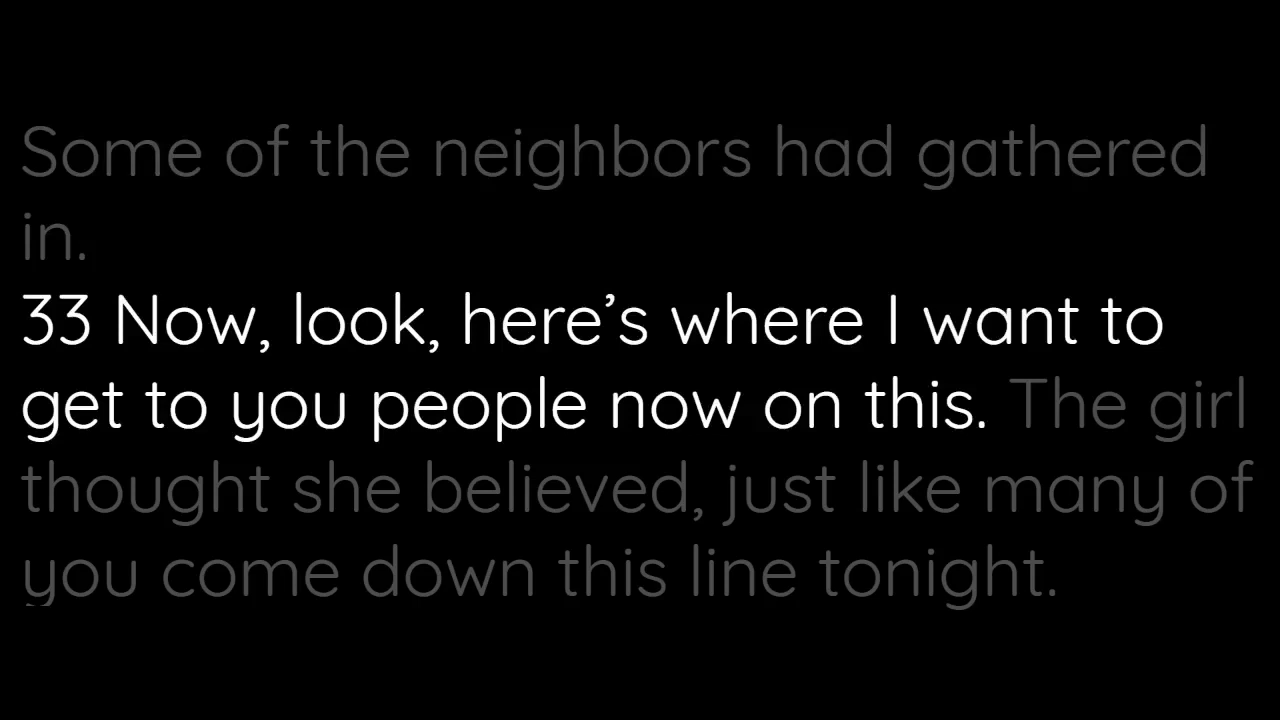 Some of the neighbors had gathered
in.
33 Now, look, here’s where I want to
get to you people now on this. The girl
thought she believed, just like many of
you come down this line tonight.